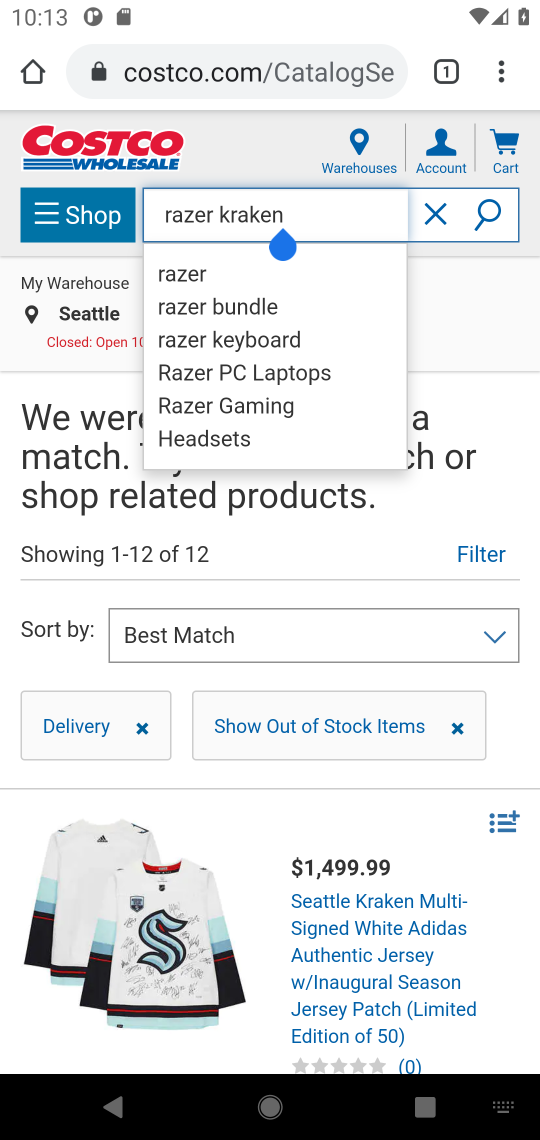 10:13
costco.com/CatalogSe
1
COSTCO
WHOLESALE
Warehouses
Account
Cart
Shop
razer kraken
razer
razer bundle
razer keyboard
Razer PC Laptops
Razer Gaming
Headsets
My Warehouse
Seattle
Closed: Open 10
We were a
match. ch or
shop related products.
Showing 1-12 of 12
Filter
Sort by:
Best Match
Delivery ×
Show Out of Stock Items ×
$1,499.99
Seattle Kraken Multi-
Signed White Adidas
Authentic Jersey
w/Inaugural Season
Jersey Patch (Limited
Edition of 50)
(0)